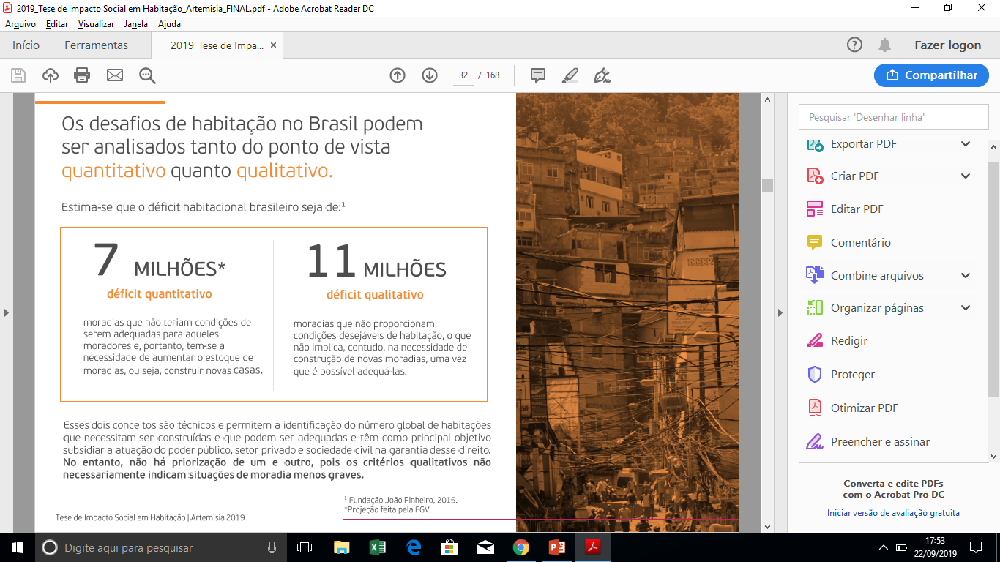 2019_Tese de Impacto Social em Habitação_Artemisia_FINAL.pdf - Adobe Acrobat Reader DC
Arquivo Editar Visualizar Janela Ajuda
Início Ferramentas 2019_Tese de Impa... × Fazer logon
32 / 168 Compartilhar
Os desafios de habitação no Brasil podem
ser analisados tanto do ponto de vista
quantitativo quanto qualitativo.
Estima-se que o déficit habitacional brasileiro seja de:¹
7 MILHÕES*
déficit quantitativo
moradias que não teriam condições de
serem adequadas para aqueles
moradores e, portanto, tem-se a
necessidade de aumentar o estoque de
moradias, ou seja, construir novas casas.
11 MILHÕES
déficit qualitativo
moradias que não proporcionam
condições desejáveis de habitação, o que
não implica, contudo, na necessidade de
construção de novas moradias, uma vez
que é possível adequá-las.
Esses dois conceitos são técnicos e permitem a identificação do número global de habitações
que necessitam ser construídas e que podem ser adequadas e têm como principal objetivo
subsidiar a atuação do poder público, setor privado e sociedade civil na garantia desse direito.
No entanto, não há priorização de um e outro, pois os critérios qualitativos não
necessariamente indicam situações de moradia menos graves.
¹ Fundação João Pinheiro, 2015.
*Projeção feita pela FGV.
Tese de Impacto Social em Habitação | Artemisia 2019
Pesquisar 'Desenhar linha'
Exportar PDF
Criar PDF
Editar PDF
Comentário
Combine arquivos
Organizar páginas
Redigir
Proteger
Otimizar PDF
Preencher e assinar
Converta e edite PDFs
com o Acrobat Pro DC
Iniciar versão de avaliação gratuita
Digite aqui para pesquisar
17:53
22/09/2019